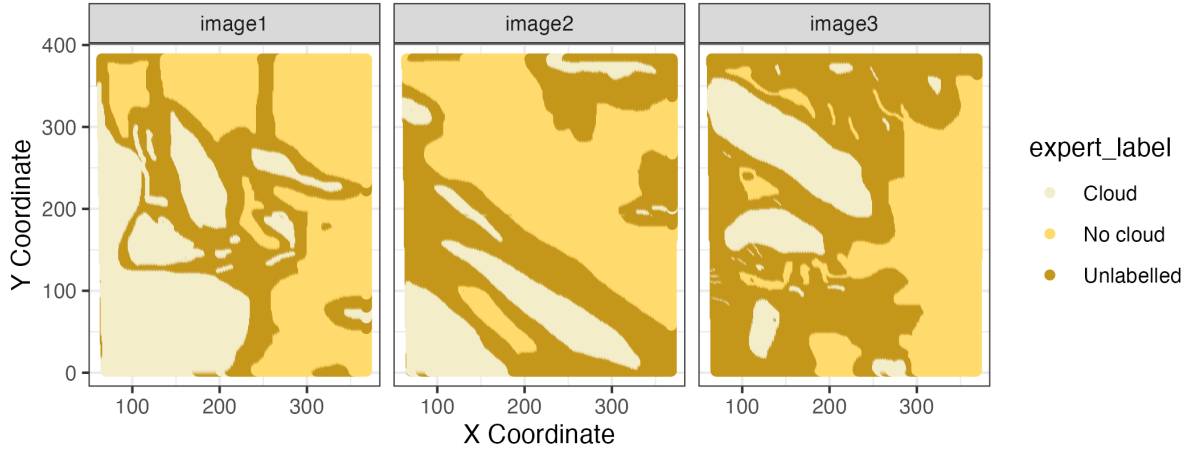 image1 image2 image3
400
300
200
100
0
Y Coordinate
100 200 300 100 200 300 100 200 300
X Coordinate
expert_label
Cloud
No cloud
Unlabelled